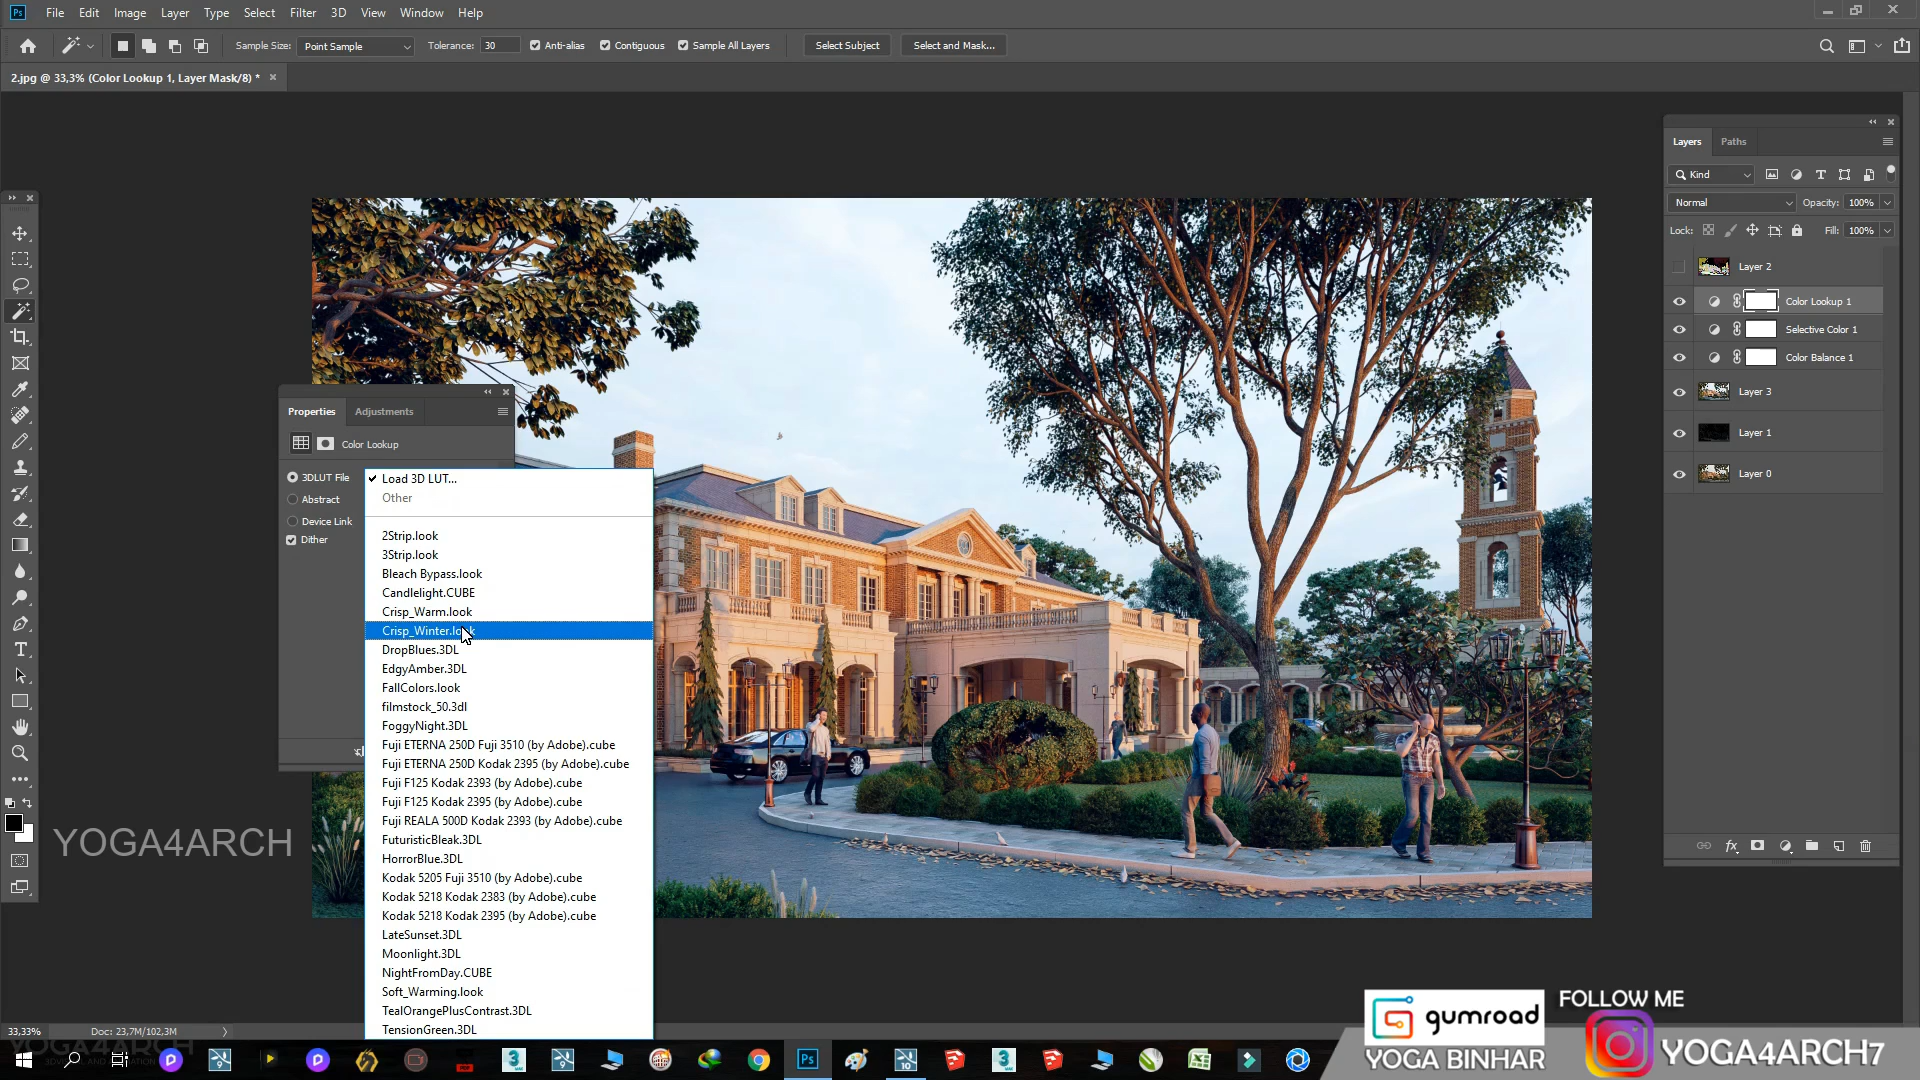 Ps File Edit Image Layer Type Select Filter 3D View Window Help
Sample Size: Point Sample Tolerance: 30 Anti-alias Contiguous Sample All Layers Select Subject Select and Mask...
2.jpg @ 33,3% (Color Lookup 1, Layer Mask/8) *
Properties Adjustments
Color Lookup
3DLUT File
Abstract
Device Link
Dither
Load 3D LUT...
Other
2Strip.look
3Strip.look
Bleach Bypass.look
Candlelight.CUBE
Crisp_Warm.look
Crisp_Winter.look
DropBlues.3DL
EdgyAmber.3DL
FallColors.look
filmstock_50.3dl
FoggyNight.3DL
Fuji ETERNA 250D Fuji 3510 (by Adobe).cube
Fuji ETERNA 250D Kodak 2395 (by Adobe).cube
Fuji F125 Kodak 2393 (by Adobe).cube
Fuji F125 Kodak 2395 (by Adobe).cube
Fuji REALA 500D Kodak 2393 (by Adobe).cube
FuturisticBleak.3DL
HorrorBlue.3DL
Kodak 5205 Fuji 3510 (by Adobe).cube
Kodak 5218 Kodak 2383 (by Adobe).cube
Kodak 5218 Kodak 2395 (by Adobe).cube
LateSunset.3DL
Moonlight.3DL
NightFromDay.CUBE
Soft_Warming.look
TealOrangePlusContrast.3DL
TensionGreen.3DL
Layers Paths
Kind
Normal Opacity: 100%
Lock: Fill: 100%
Layer 2
Color Lookup 1
Selective Color 1
Color Balance 1
Layer 3
Layer 1
Layer 0
fx
YOGA4ARCH
33,33% Doc: 23,7M/102,3M
YOGA4ARCH
gumroad
YOGA BINHAR
FOLLOW ME
YOGA4ARCH7
Ps